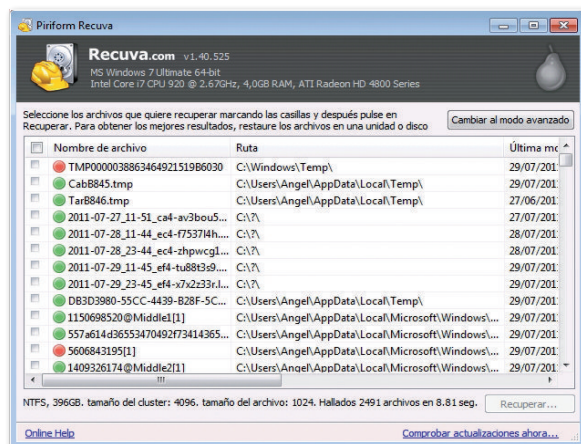 Piriform Recuva
Recuva.com v1.40.525
MS Windows 7 Ultimate 64-bit
Intel Core i7 CPU 920 @ 2.67GHz, 4,0GB RAM, ATI Radeon HD 4800 Series
Seleccione los archivos que quiere recuperar marcando las casillas y después pulse en
Recuperar. Para obtener los mejores resultados, restaure los archivos en una unidad o disco
Cambiar al modo avanzado
Nombre de archivo Ruta Última mc
TMP0000038863464921519B6030 C:\Windows\Temp\ 29/07/201
CabB845.tmp C:\Users\Angel\AppData\Local\Temp\ 29/07/201
TarB846.tmp C:\Users\Angel\AppData\Local\Temp\ 27/06/201
2011-07-27_11-51_ca4-av3bou5... C:\?\ 27/07/201
2011-07-28_11-44_ec4-f7537l4h.... C:\?\ 28/07/201
2011-07-28_23-44_ec4-zhpwcg1... C:\?\ 28/07/201
2011-07-29_11-45_ef4-tu88t3s9.... C:\?\ 29/07/201
2011-07-29_23-45_ef4-x7x2z33r.l... C:\?\ 29/07/201
DB3D3980-55CC-4439-B28F-5C... C:\Users\Angel\AppData\Local\Temp\ 29/07/201
1150698520@Middle1[1] C:\Users\Angel\AppData\Local\Microsoft\Windows\... 29/07/201
557a614d36553470492f73414365... C:\Users\Angel\AppData\Local\Microsoft\Windows\... 29/07/201
5606843195[1] C:\Users\Angel\AppData\Local\Microsoft\Windows\... 29/07/201
1409326174@Middle2[1] C:\Users\Angel\AppData\Local\Microsoft\Windows\... 29/07/201
NTFS, 396GB. tamaño del cluster: 4096. tamaño del archivo: 1024. Hallados 2491 archivos en 8.81 seg.
Recuperar...
Online Help
Comprobar actualizaciones ahora...